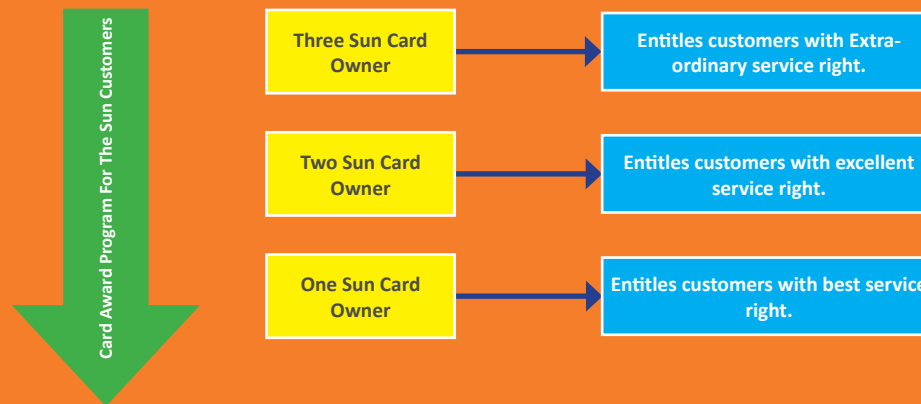 Card Award Program For The Sun Customers
Three Sun Card
Owner
Entitles customers with Extra-
ordinary service right.
Two Sun Card
Owner
Entitles customers with excellent
service right.
One Sun Card
Owner
Entitles customers with best service
right.